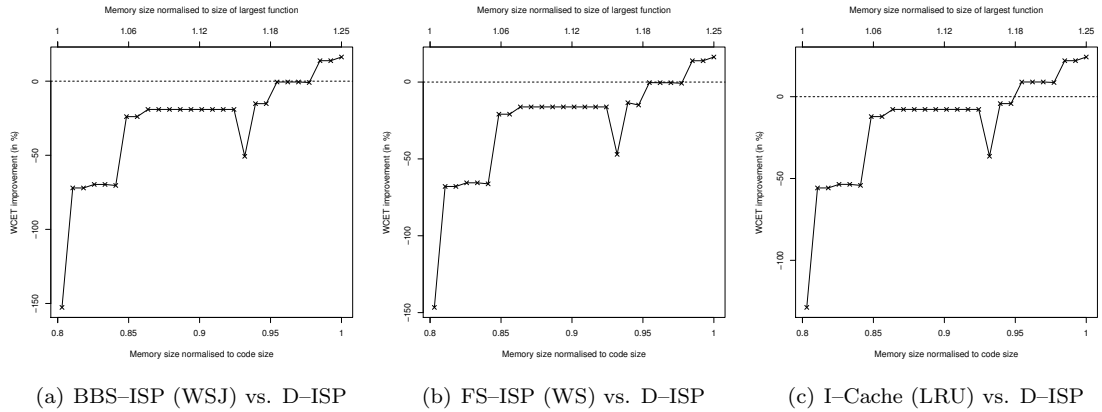 Memory size normalised to size of largest function
1 1.06 1.12 1.18 1.25
WCET improvement (in %)
0
−50
−100
−150
0.8 0.85 0.9 0.95 1
Memory size normalised to code size
(a) BBS–ISP (WSJ) vs. D–ISP
Memory size normalised to size of largest function
1 1.06 1.12 1.18 1.25
WCET improvement (in %)
0
−50
−100
−150
0.8 0.85 0.9 0.95 1
Memory size normalised to code size
(b) FS–ISP (WS) vs. D–ISP
Memory size normalised to size of largest function
1 1.06 1.12 1.18 1.25
WCET improvement (in %)
0
−50
−100
0.8 0.85 0.9 0.95 1
Memory size normalised to code size
(c) I–Cache (LRU) vs. D–ISP